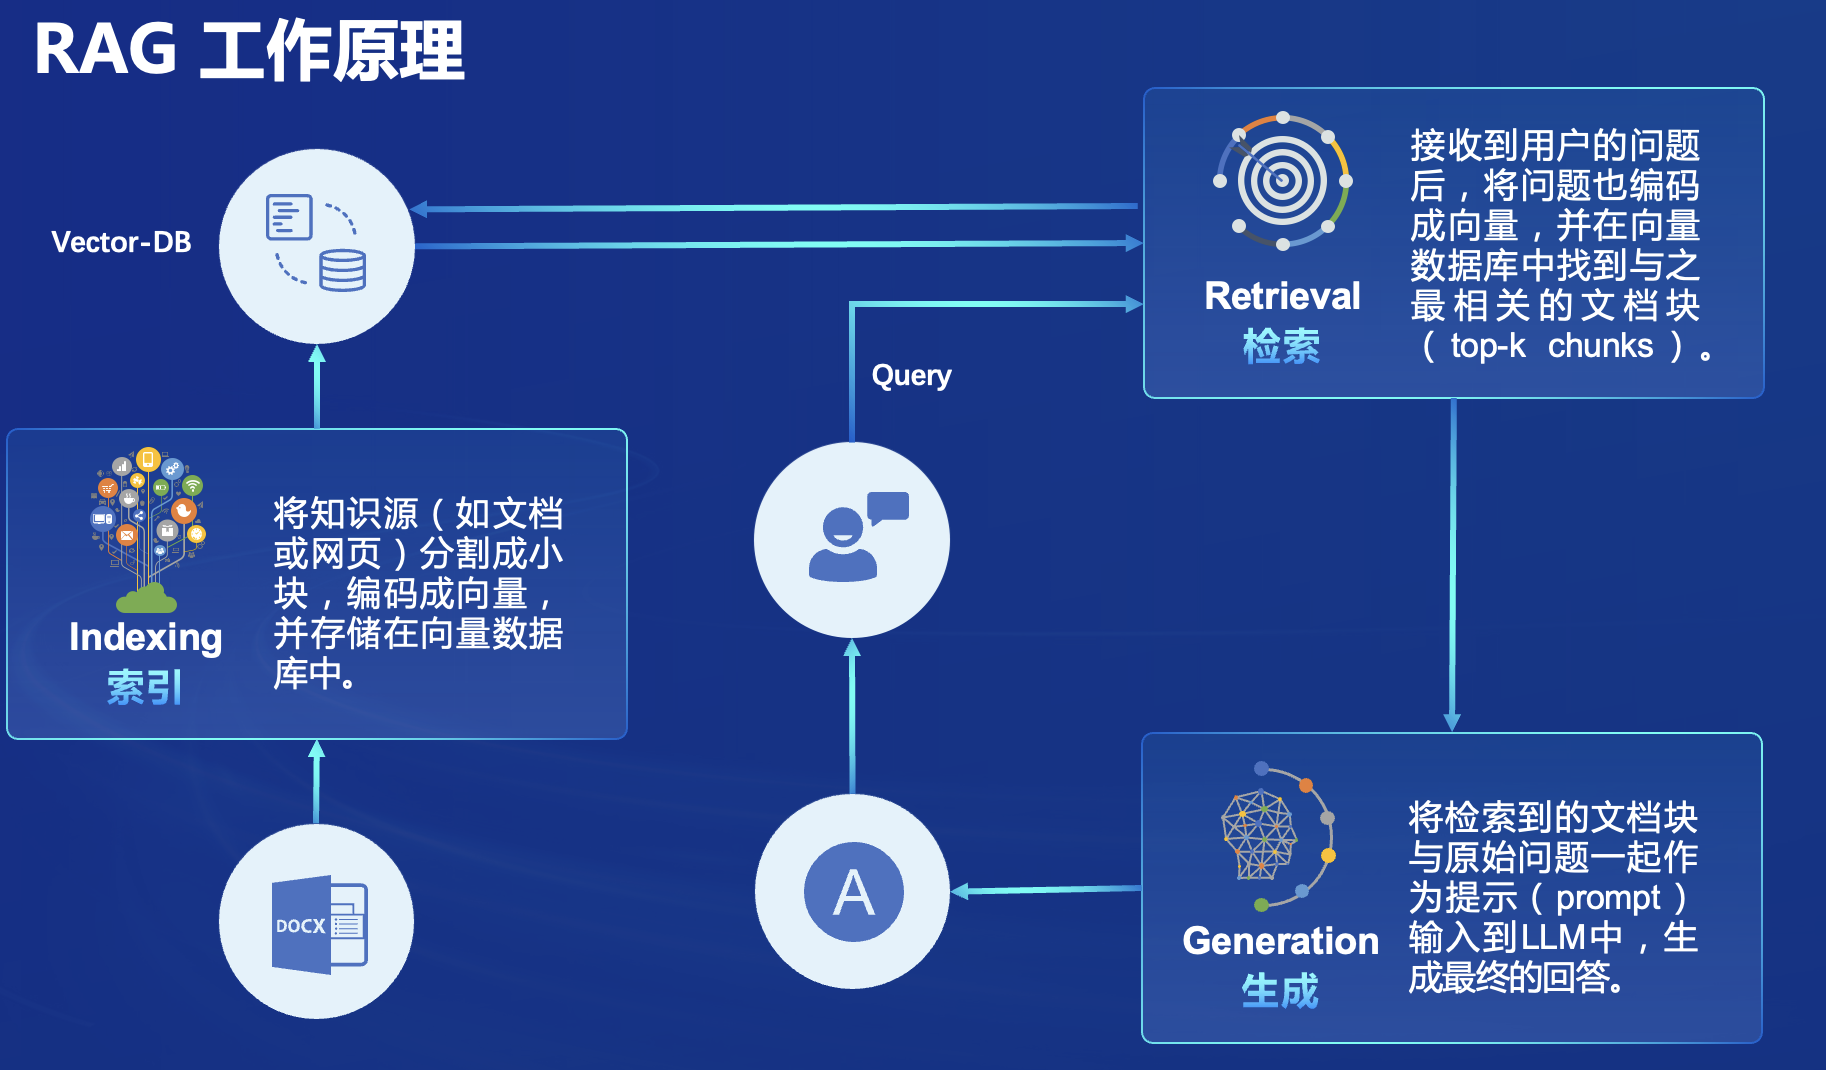 RAG 工作原理
Vector-DB
接收到用户的问题
后，将问题也编码
成向量，并在向量
数据库中找到与之
最相关的文档块
（top-k chunks）。
Retrieval
检索
Query
将知识源（如文档
或网页）分割成小
块，编码成向量，
并存储在向量数据
库中。
Indexing
索引
DOCX
A
将检索到的文档块
与原始问题一起作
为提示（prompt）
输入到LLM中，生
成最终的回答。
Generation
生成